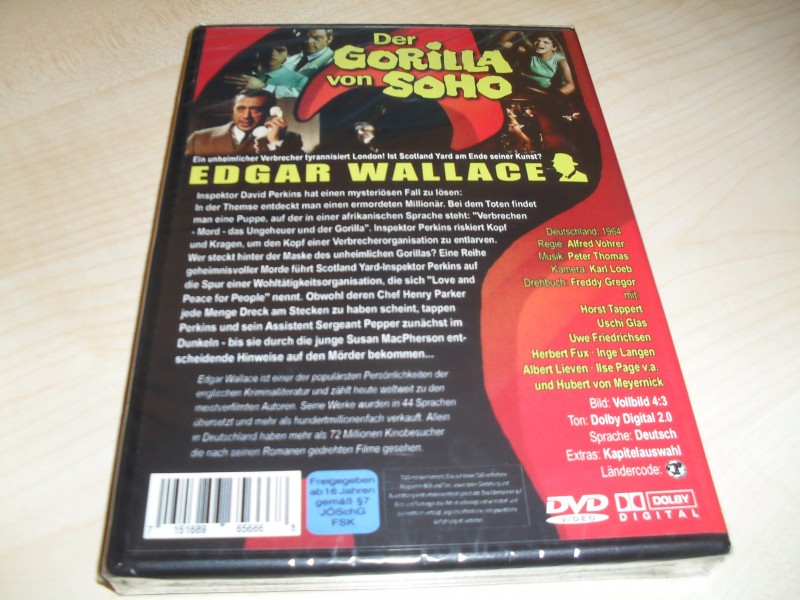 Der
GORILLA
von SOHO
Ein unheimlicher Verbrecher tyrannisiert London! Ist Scotland Yard am Ende seiner Kunst?
EDGAR WALLACE
Inspektor David Perkins hat einen mysteriösen Fall zu lösen:
In der Themse entdeckt man einen ermordeten Millionär. Bei dem Toten findet
man eine Puppe, auf der in einer afrikanischen Sprache steht: "Verbrechen
- Mord - das Ungeheuer und der Gorilla". Inspektor Perkins riskiert Kopf
und Kragen, um den Kopf einer Verbrecherorganisation zu entlarven.
Wer steckt hinter der Maske des unheimlichen Gorillas? Eine Reihe
geheimnisvoller Morde führt Scotland Yard-Inspektor Perkins auf
die Spur einer Wohltätigkeitsorganisation, die sich "Love and
Peace for People" nennt. Obwohl deren Chef Henry Parker
jede Menge Dreck am Stecken zu haben scheint, tappen
Perkins und sein Assistent Sergeant Pepper zunächst im
Dunkeln - bis sie durch die junge Susan MacPherson ent-
scheidende Hinweise auf den Mörder bekommen...
Edgar Wallace ist einer der populärsten Persönlichkeiten der
englischen Kriminalliteratur und zählt heute weltweit zu den
meistverfilmten Autoren. Seine Werke wurden in 44 Sprachen
übersetzt und mehr als hundertmillionenfach verkauft. Allein
in Deutschland haben mehr als 72 Millionen Kinobesucher
die nach seinen Romanen gedrehten Filme gesehen.
Deutschland, 1964
Regie: Alfred Vohrer
Musik: Peter Thomas
Kamera: Karl Loeb
Drehbuch: Freddy Gregor
mit:
Horst Tappert
Uschi Glas
Uwe Friedrichsen
Herbert Fux · Inge Langen
Albert Lieven · Ilse Page v.a.
und Hubert von Meyernick
Bild: Vollbild 4:3
Ton: Dolby Digital 2.0
Sprache: Deutsch
Extras: Kapitelauswahl
Ländercode:
7 151689 65666
Freigegeben
ab 16 Jahren
gemäß §7
JÖSchG
FSK
DVD
VIDEO
DOLBY
DIGITAL